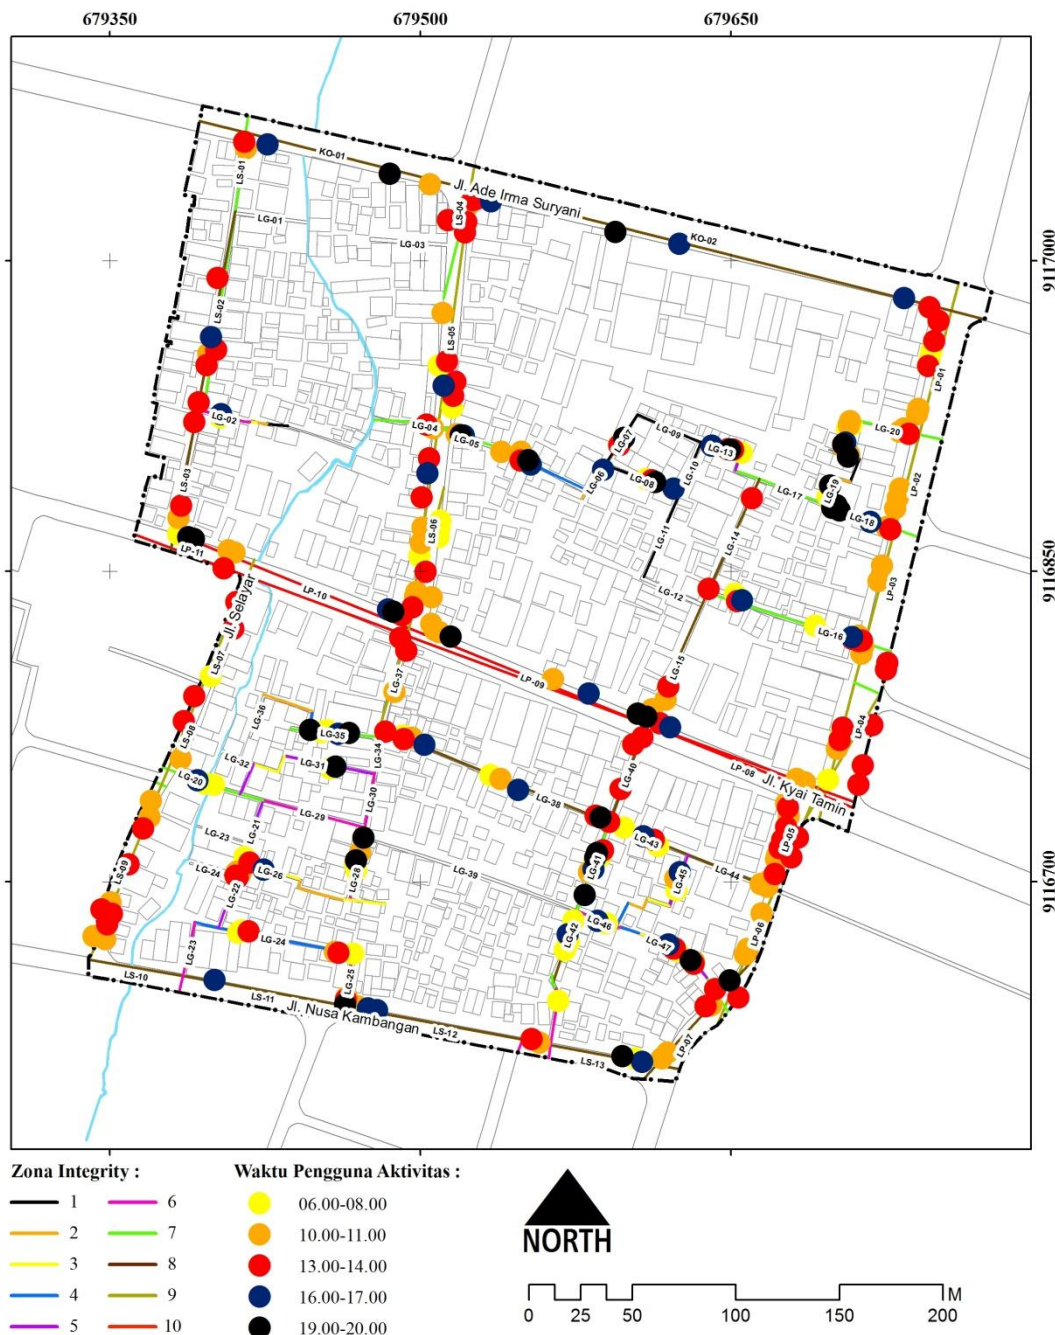 679350 679500 679650
9117000
9116850
9116700
KO-01
Jl. Ade Irma Suryani
KO-02
LS-01
LG-01
LS-04
LG-03
LS-02
LS-05
LP-01
LG-02
LG-04
LG-05
LG-07
LG-09
LG-13
LG-20
LG-06
LG-08
LG-10
LG-17
LG-19
LP-02
LS-03
LS-06
LG-11
LG-14
LG-18
LP-11
LP-10
LG-12
LP-03
Jl. Selayar
LG-16
LS-07
LG-37
LP-09
LG-15
LG-36
LS-08
LG-35
LG-34
LG-40
LP-04
LG-32
LG-31
LP-08
Jl. Kyai Tamin
LG-20
LG-30
LG-38
LG-21
LG-29
LG-23
LG-43
LP-05
LS-09
LG-24
LG-22
LG-26
LG-28
LG-39
LG-41
LG-45
LG-44
LG-24
LG-42
LG-46
LG-47
LP-06
LG-23
LG-25
LS-10
LS-11
Jl. Nusa Kambangan
LS-12
LS-13
LP-07
Zona Integrity :
1 6
2 7
3 8
4 9
5 10
Waktu Pengguna Aktivitas :
06.00-08.00
10.00-11.00
13.00-14.00
16.00-17.00
19.00-20.00
NORTH
0 25 50 100 150 200 M